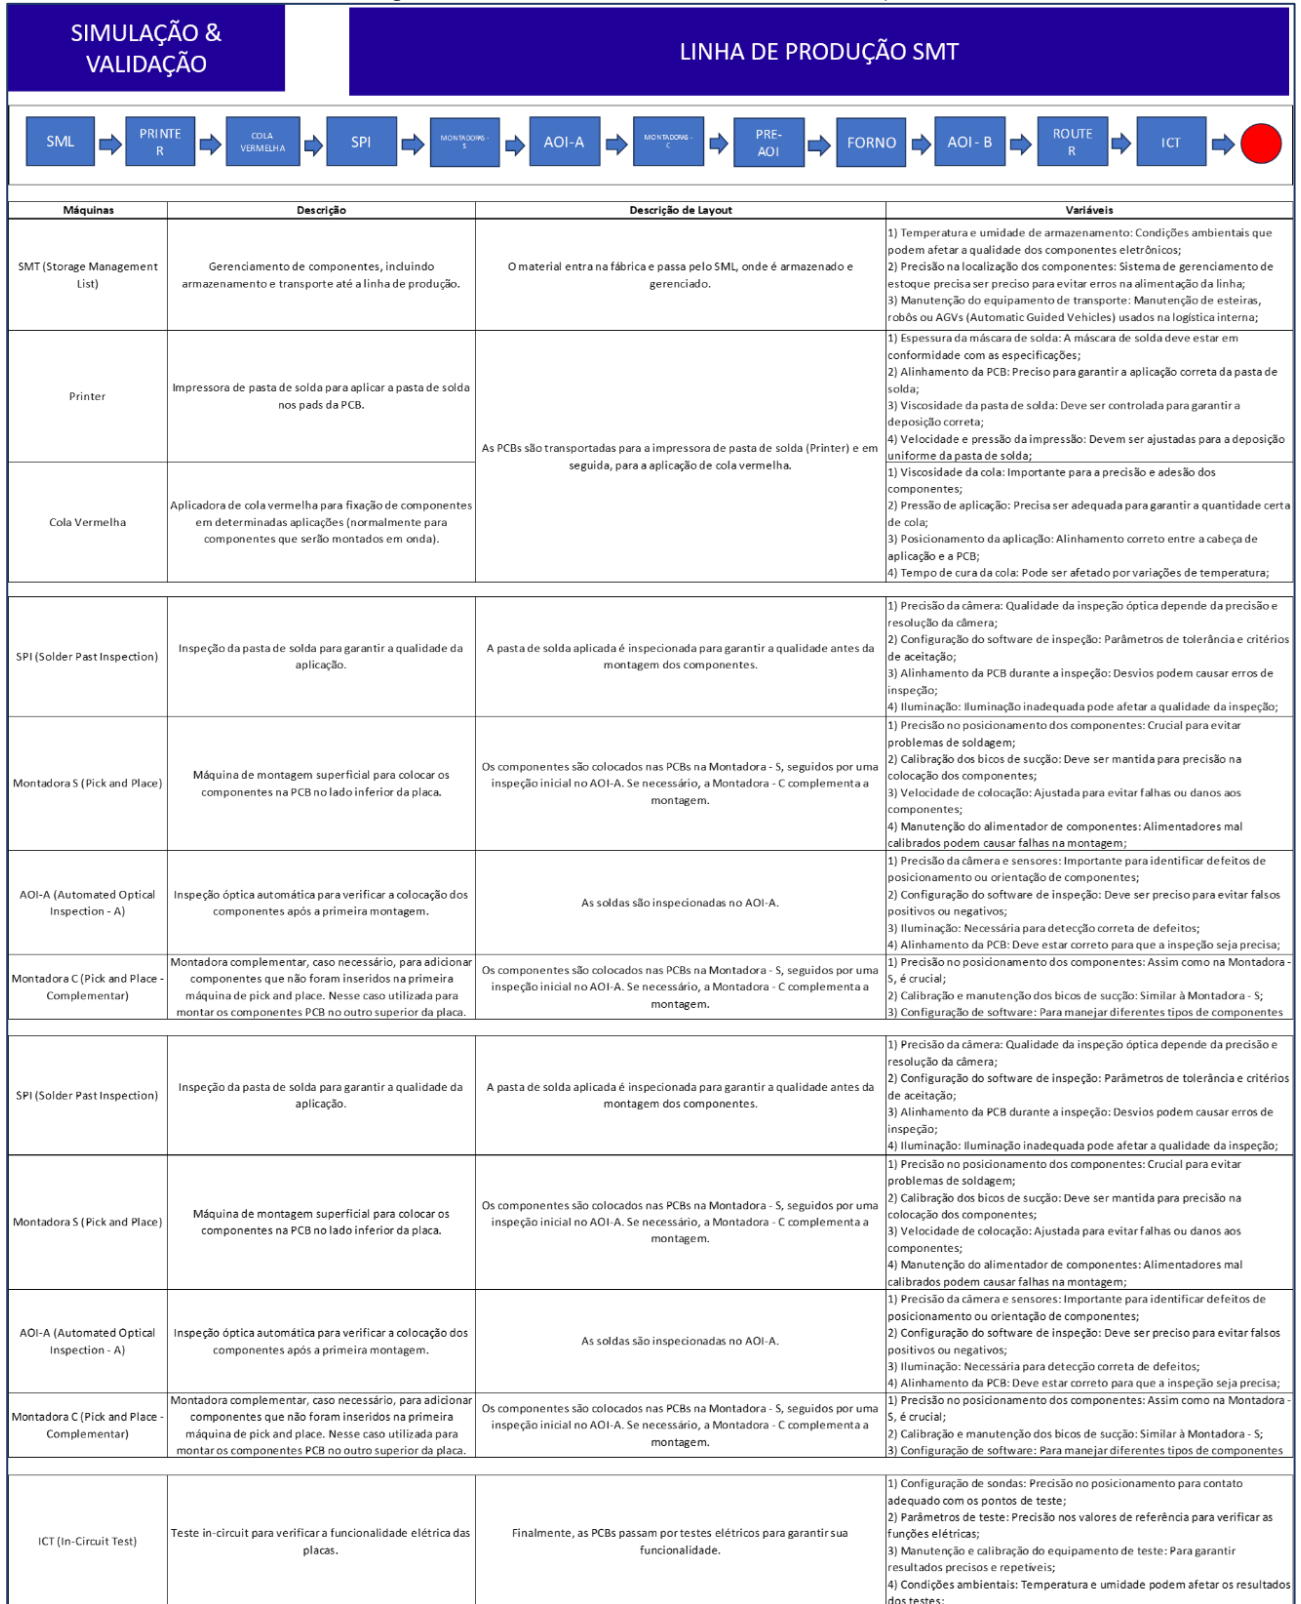 SIMULAÇÃO &
VALIDAÇÃO
LINHA DE PRODUÇÃO SMT
SML
PRINTE
R
COLA
VERMELHA
SPI
MONTADORAS -
S
AOI-A
MONTADORAS -
C
PRE-
AOI
FORNO
AOI - B
ROUTE
R
ICT
Máquinas
Descrição
Descrição de Layout
Variáveis
SMT (Storage Management
List)
Gerenciamento de componentes, incluindo
armazenamento e transporte até a linha de produção.
O material entra na fábrica e passa pelo SML, onde é armazenado e
gerenciado.
1) Temperatura e umidade de armazenamento: Condições ambientais que
podem afetar a qualidade dos componentes eletrônicos;
2) Precisão na localização dos componentes: Sistema de gerenciamento de
estoque precisa ser preciso para evitar erros na alimentação da linha;
3) Manutenção do equipamento de transporte: Manutenção de esteiras,
robôs ou AGVs (Automatic Guided Vehicles) usados na logística interna;
Printer
Impressora de pasta de solda para aplicar a pasta de solda
nos pads da PCB.
As PCBs são transportadas para a impressora de pasta de solda (Printer) e em
seguida, para a aplicação de cola vermelha.
1) Espessura da máscara de solda: A máscara de solda deve estar em
conformidade com as especificações;
2) Alinhamento da PCB: Preciso para garantir a aplicação correta da pasta de
solda;
3) Viscosidade da pasta de solda: Deve ser controlada para garantir a
deposição correta;
4) Velocidade e pressão da impressão: Devem ser ajustadas para a deposição
uniforme da pasta de solda;
Cola Vermelha
Aplicadora de cola vermelha para fixação de componentes
em determinadas aplicações (normalmente para
componentes que serão montados em onda).
1) Viscosidade da cola: Importante para a precisão e adesão dos
componentes;
2) Pressão de aplicação: Precisa ser adequada para garantir a quantidade certa
de cola;
3) Posicionamento da aplicação: Alinhamento correto entre a cabeça de
aplicação e a PCB;
4) Tempo de cura da cola: Pode ser afetado por variações de temperatura;
SPI (Solder Past Inspection)
Inspeção da pasta de solda para garantir a qualidade da
aplicação.
A pasta de solda aplicada é inspecionada para garantir a qualidade antes da
montagem dos componentes.
1) Precisão da câmera: Qualidade da inspeção óptica depende da precisão e
resolução da câmera;
2) Configuração do software de inspeção: Parâmetros de tolerância e critérios
de aceitação;
3) Alinhamento da PCB durante a inspeção: Desvios podem causar erros de
inspeção;
4) Iluminação: Iluminação inadequada pode afetar a qualidade da inspeção;
Montadora S (Pick and Place)
Máquina de montagem superficial para colocar os
componentes na PCB no lado inferior da placa.
Os componentes são colocados nas PCBs na Montadora - S, seguidos por uma
inspeção inicial no AOI-A. Se necessário, a Montadora - C complementa a
montagem.
1) Precisão no posicionamento dos componentes: Crucial para evitar
problemas de soldagem;
2) Calibração dos bicos de sucção: Deve ser mantida para precisão na
colocação dos componentes;
3) Velocidade de colocação: Ajustada para evitar falhas ou danos aos
componentes;
4) Manutenção do alimentador de componentes: Alimentadores mal
calibrados podem causar falhas na montagem;
AOI-A (Automated Optical
Inspection - A)
Inspeção óptica automática para verificar a colocação dos
componentes após a primeira montagem.
As soldas são inspecionadas no AOI-A.
1) Precisão da câmera e sensores: Importante para identificar defeitos de
posicionamento ou orientação de componentes;
2) Configuração do software de inspeção: Deve ser preciso para evitar falsos
positivos ou negativos;
3) Iluminação: Necessária para detecção correta de defeitos;
4) Alinhamento da PCB: Deve estar correto para que a inspeção seja precisa;
Montadora C (Pick and Place -
Complementar)
Montadora complementar, caso necessário, para adicionar
componentes que não foram inseridos na primeira
máquina de pick and place. Nesse caso utilizada para
montar os componentes PCB no outro superior da placa.
Os componentes são colocados nas PCBs na Montadora - S, seguidos por uma
inspeção inicial no AOI-A. Se necessário, a Montadora - C complementa a
montagem.
1) Precisão no posicionamento dos componentes: Assim como na Montadora -
S, é crucial;
2) Calibração e manutenção dos bicos de sucção: Similar à Montadora - S;
3) Configuração de software: Para manejar diferentes tipos de componentes
SPI (Solder Past Inspection)
Inspeção da pasta de solda para garantir a qualidade da
aplicação.
A pasta de solda aplicada é inspecionada para garantir a qualidade antes da
montagem dos componentes.
1) Precisão da câmera: Qualidade da inspeção óptica depende da precisão e
resolução da câmera;
2) Configuração do software de inspeção: Parâmetros de tolerância e critérios
de aceitação;
3) Alinhamento da PCB durante a inspeção: Desvios podem causar erros de
inspeção;
4) Iluminação: Iluminação inadequada pode afetar a qualidade da inspeção;
Montadora S (Pick and Place)
Máquina de montagem superficial para colocar os
componentes na PCB no lado inferior da placa.
Os componentes são colocados nas PCBs na Montadora - S, seguidos por uma
inspeção inicial no AOI-A. Se necessário, a Montadora - C complementa a
montagem.
1) Precisão no posicionamento dos componentes: Crucial para evitar
problemas de soldagem;
2) Calibração dos bicos de sucção: Deve ser mantida para precisão na
colocação dos componentes;
3) Velocidade de colocação: Ajustada para evitar falhas ou danos aos
componentes;
4) Manutenção do alimentador de componentes: Alimentadores mal
calibrados podem causar falhas na montagem;
AOI-A (Automated Optical
Inspection - A)
Inspeção óptica automática para verificar a colocação dos
componentes após a primeira montagem.
As soldas são inspecionadas no AOI-A.
1) Precisão da câmera e sensores: Importante para identificar defeitos de
posicionamento ou orientação de componentes;
2) Configuração do software de inspeção: Deve ser preciso para evitar falsos
positivos ou negativos;
3) Iluminação: Necessária para detecção correta de defeitos;
4) Alinhamento da PCB: Deve estar correto para que a inspeção seja precisa;
Montadora C (Pick and Place -
Complementar)
Montadora complementar, caso necessário, para adicionar
componentes que não foram inseridos na primeira
máquina de pick and place. Nesse caso utilizada para
montar os componentes PCB no outro superior da placa.
Os componentes são colocados nas PCBs na Montadora - S, seguidos por uma
inspeção inicial no AOI-A. Se necessário, a Montadora - C complementa a
montagem.
1) Precisão no posicionamento dos componentes: Assim como na Montadora -
S, é crucial;
2) Calibração e manutenção dos bicos de sucção: Similar à Montadora - S;
3) Configuração de software: Para manejar diferentes tipos de componentes
ICT (In-Circuit Test)
Teste in-circuit para verificar a funcionalidade elétrica das
placas.
Finalmente, as PCBs passam por testes elétricos para garantir sua
funcionalidade.
1) Configuração de sondas: Precisão no posicionamento para contato
adequado com os pontos de teste;
2) Parâmetros de teste: Precisão nos valores de referência para verificar as
funções elétricas;
3) Manutenção e calibração do equipamento de teste: Para garantir
resultados precisos e repetíveis;
4) Condições ambientais: Temperatura e umidade podem afetar os resultados
dos testes;